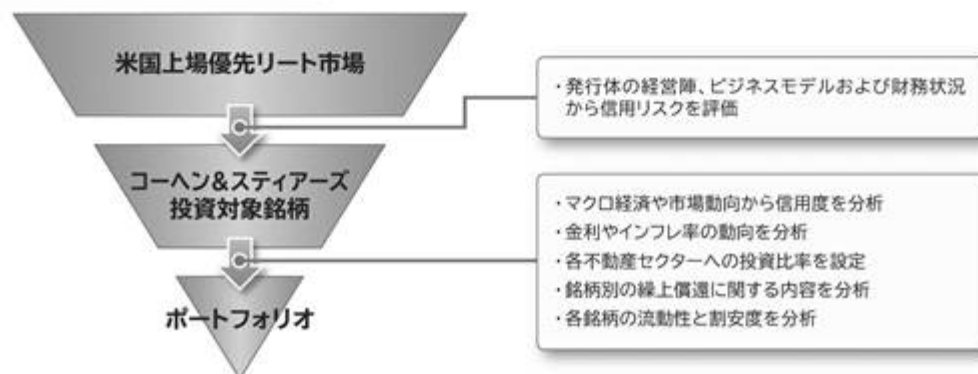 米国上場優先リート市場
・発行体の経営陣、ビジネスモデルおよび財務状況
から信用リスクを評価
コーヘン&スティアーズ
投資対象銘柄
・マクロ経済や市場動向から信用度を分析
・金利やインフレ率の動向を分析
・各不動産セクターへの投資比率を設定
・銘柄別の繰上償還に関する内容を分析
・各銘柄の流動性と割安度を分析
ポートフォリオ